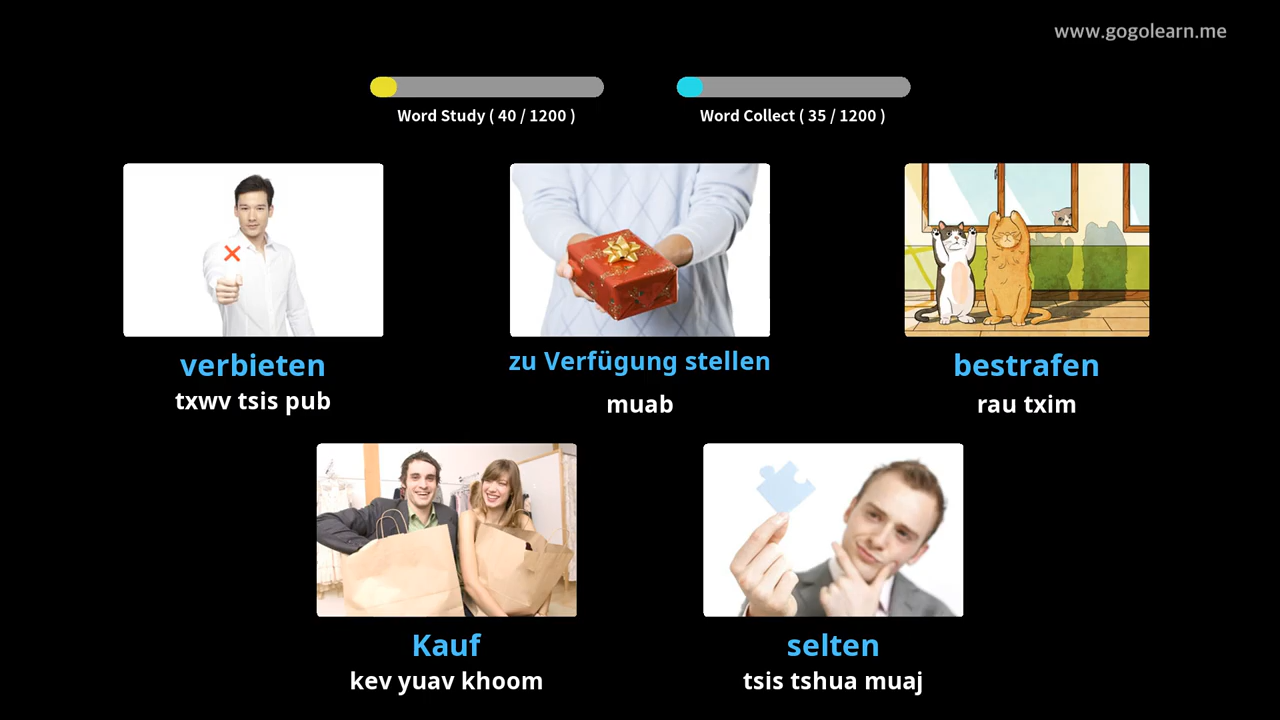 www.gogolearn.me
Word Study ( 40 / 1200 )
Word Collect ( 35 / 1200 )
verbieten
txwv tsis pub
zu Verfügung stellen
muab
bestrafen
rau txim
Kauf
kev yuav khoom
selten
tsis tshua muaj